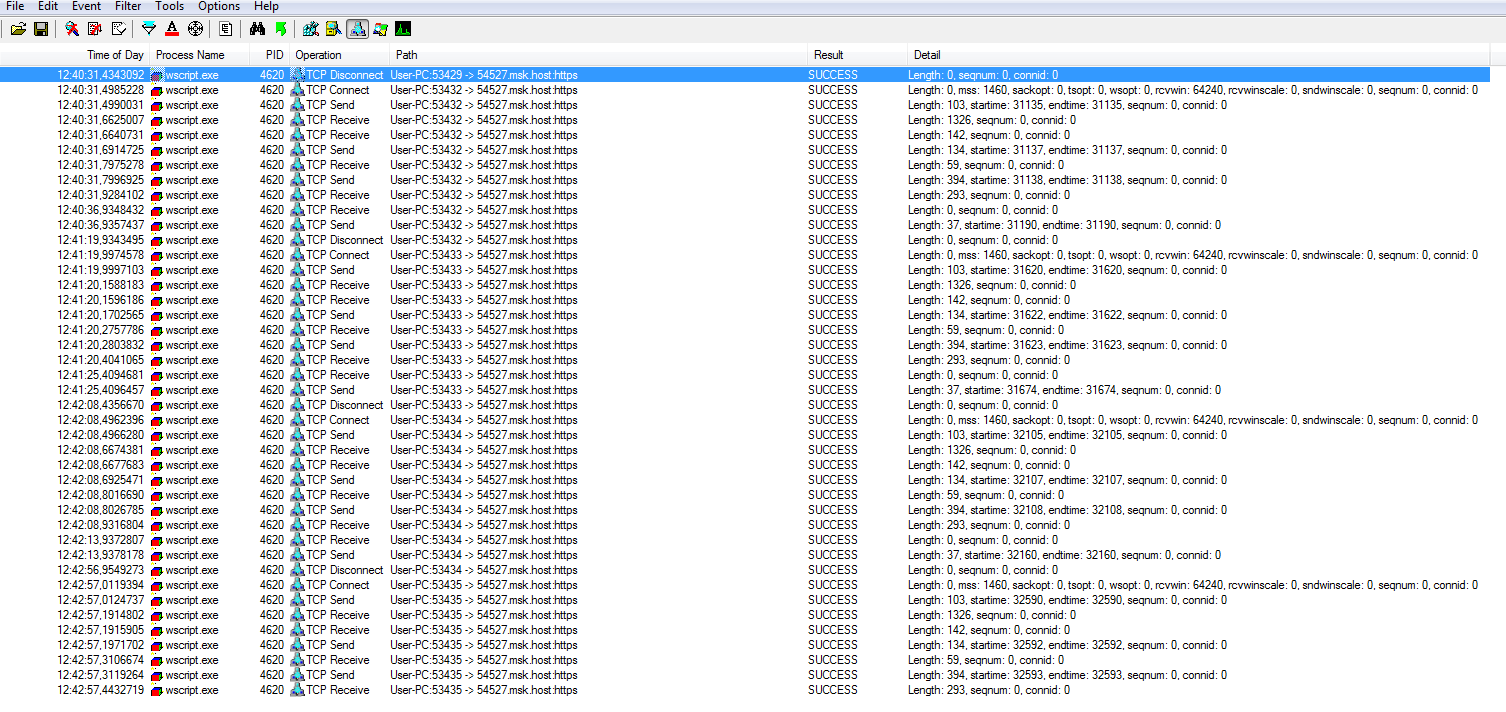 File Edit Event Filter Tools Options Help
Time of Day Process Name PID Operation Path Result Detail
12:40:31,4343092 wscript.exe 4620 TCP Disconnect User-PC:53429 -> 54527.msk.host:https SUCCESS Length: 0, seqnum: 0, connid: 0
12:40:31,4985228 wscript.exe 4620 TCP Connect User-PC:53432 -> 54527.msk.host:https SUCCESS Length: 0, mss: 1460, sackopt: 0, tsopt: 0, wsopt: 0, rcvwin: 64240, rcvwinscale: 0, sndwinscale: 0, seqnum: 0, connid: 0
12:40:31,4990031 wscript.exe 4620 TCP Send User-PC:53432 -> 54527.msk.host:https SUCCESS Length: 103, startime: 31135, endtime: 31135, seqnum: 0, connid: 0
12:40:31,6625007 wscript.exe 4620 TCP Receive User-PC:53432 -> 54527.msk.host:https SUCCESS Length: 1326, seqnum: 0, connid: 0
12:40:31,6640731 wscript.exe 4620 TCP Receive User-PC:53432 -> 54527.msk.host:https SUCCESS Length: 142, seqnum: 0, connid: 0
12:40:31,6914725 wscript.exe 4620 TCP Send User-PC:53432 -> 54527.msk.host:https SUCCESS Length: 134, startime: 31137, endtime: 31137, seqnum: 0, connid: 0
12:40:31,7975278 wscript.exe 4620 TCP Receive User-PC:53432 -> 54527.msk.host:https SUCCESS Length: 59, seqnum: 0, connid: 0
12:40:31,7996925 wscript.exe 4620 TCP Send User-PC:53432 -> 54527.msk.host:https SUCCESS Length: 394, startime: 31138, endtime: 31138, seqnum: 0, connid: 0
12:40:31,9284102 wscript.exe 4620 TCP Receive User-PC:53432 -> 54527.msk.host:https SUCCESS Length: 293, seqnum: 0, connid: 0
12:40:36,9348432 wscript.exe 4620 TCP Receive User-PC:53432 -> 54527.msk.host:https SUCCESS Length: 0, seqnum: 0, connid: 0
12:40:36,9357437 wscript.exe 4620 TCP Send User-PC:53432 -> 54527.msk.host:https SUCCESS Length: 37, startime: 31190, endtime: 31190, seqnum: 0, connid: 0
12:41:19,9343495 wscript.exe 4620 TCP Disconnect User-PC:53432 -> 54527.msk.host:https SUCCESS Length: 0, seqnum: 0, connid: 0
12:41:19,9974578 wscript.exe 4620 TCP Connect User-PC:53433 -> 54527.msk.host:https SUCCESS Length: 0, mss: 1460, sackopt: 0, tsopt: 0, wsopt: 0, rcvwin: 64240, rcvwinscale: 0, sndwinscale: 0, seqnum: 0, connid: 0
12:41:19,9997103 wscript.exe 4620 TCP Send User-PC:53433 -> 54527.msk.host:https SUCCESS Length: 103, startime: 31620, endtime: 31620, seqnum: 0, connid: 0
12:41:20,1588183 wscript.exe 4620 TCP Receive User-PC:53433 -> 54527.msk.host:https SUCCESS Length: 1326, seqnum: 0, connid: 0
12:41:20,1596186 wscript.exe 4620 TCP Receive User-PC:53433 -> 54527.msk.host:https SUCCESS Length: 142, seqnum: 0, connid: 0
12:41:20,1702565 wscript.exe 4620 TCP Send User-PC:53433 -> 54527.msk.host:https SUCCESS Length: 134, startime: 31622, endtime: 31622, seqnum: 0, connid: 0
12:41:20,2757786 wscript.exe 4620 TCP Receive User-PC:53433 -> 54527.msk.host:https SUCCESS Length: 59, seqnum: 0, connid: 0
12:41:20,2803832 wscript.exe 4620 TCP Send User-PC:53433 -> 54527.msk.host:https SUCCESS Length: 394, startime: 31623, endtime: 31623, seqnum: 0, connid: 0
12:41:20,4041065 wscript.exe 4620 TCP Receive User-PC:53433 -> 54527.msk.host:https SUCCESS Length: 293, seqnum: 0, connid: 0
12:41:25,4094681 wscript.exe 4620 TCP Receive User-PC:53433 -> 54527.msk.host:https SUCCESS Length: 0, seqnum: 0, connid: 0
12:41:25,4096457 wscript.exe 4620 TCP Send User-PC:53433 -> 54527.msk.host:https SUCCESS Length: 37, startime: 31674, endtime: 31674, seqnum: 0, connid: 0
12:42:08,4356670 wscript.exe 4620 TCP Disconnect User-PC:53433 -> 54527.msk.host:https SUCCESS Length: 0, seqnum: 0, connid: 0
12:42:08,4962396 wscript.exe 4620 TCP Connect User-PC:53434 -> 54527.msk.host:https SUCCESS Length: 0, mss: 1460, sackopt: 0, tsopt: 0, wsopt: 0, rcvwin: 64240, rcvwinscale: 0, sndwinscale: 0, seqnum: 0, connid: 0
12:42:08,4966280 wscript.exe 4620 TCP Send User-PC:53434 -> 54527.msk.host:https SUCCESS Length: 103, startime: 32105, endtime: 32105, seqnum: 0, connid: 0
12:42:08,6674381 wscript.exe 4620 TCP Receive User-PC:53434 -> 54527.msk.host:https SUCCESS Length: 1326, seqnum: 0, connid: 0
12:42:08,6677683 wscript.exe 4620 TCP Receive User-PC:53434 -> 54527.msk.host:https SUCCESS Length: 142, seqnum: 0, connid: 0
12:42:08,6925471 wscript.exe 4620 TCP Send User-PC:53434 -> 54527.msk.host:https SUCCESS Length: 134, startime: 32107, endtime: 32107, seqnum: 0, connid: 0
12:42:08,8016690 wscript.exe 4620 TCP Receive User-PC:53434 -> 54527.msk.host:https SUCCESS Length: 59, seqnum: 0, connid: 0
12:42:08,8026785 wscript.exe 4620 TCP Send User-PC:53434 -> 54527.msk.host:https SUCCESS Length: 394, startime: 32108, endtime: 32108, seqnum: 0, connid: 0
12:42:08,9316804 wscript.exe 4620 TCP Receive User-PC:53434 -> 54527.msk.host:https SUCCESS Length: 293, seqnum: 0, connid: 0
12:42:13,9372807 wscript.exe 4620 TCP Receive User-PC:53434 -> 54527.msk.host:https SUCCESS Length: 0, seqnum: 0, connid: 0
12:42:13,9378178 wscript.exe 4620 TCP Send User-PC:53434 -> 54527.msk.host:https SUCCESS Length: 37, startime: 32160, endtime: 32160, seqnum: 0, connid: 0
12:42:56,9549273 wscript.exe 4620 TCP Disconnect User-PC:53434 -> 54527.msk.host:https SUCCESS Length: 0, seqnum: 0, connid: 0
12:42:57,0119394 wscript.exe 4620 TCP Connect User-PC:53435 -> 54527.msk.host:https SUCCESS Length: 0, mss: 1460, sackopt: 0, tsopt: 0, wsopt: 0, rcvwin: 64240, rcvwinscale: 0, sndwinscale: 0, seqnum: 0, connid: 0
12:42:57,0124737 wscript.exe 4620 TCP Send User-PC:53435 -> 54527.msk.host:https SUCCESS Length: 103, startime: 32590, endtime: 32590, seqnum: 0, connid: 0
12:42:57,1914802 wscript.exe 4620 TCP Receive User-PC:53435 -> 54527.msk.host:https SUCCESS Length: 1326, seqnum: 0, connid: 0
12:42:57,1915905 wscript.exe 4620 TCP Receive User-PC:53435 -> 54527.msk.host:https SUCCESS Length: 142, seqnum: 0, connid: 0
12:42:57,1971702 wscript.exe 4620 TCP Send User-PC:53435 -> 54527.msk.host:https SUCCESS Length: 134, startime: 32592, endtime: 32592, seqnum: 0, connid: 0
12:42:57,3106674 wscript.exe 4620 TCP Receive User-PC:53435 -> 54527.msk.host:https SUCCESS Length: 59, seqnum: 0, connid: 0
12:42:57,3119264 wscript.exe 4620 TCP Send User-PC:53435 -> 54527.msk.host:https SUCCESS Length: 394, startime: 32593, endtime: 32593, seqnum: 0, connid: 0
12:42:57,4432719 wscript.exe 4620 TCP Receive User-PC:53435 -> 54527.msk.host:https SUCCESS Length: 293, seqnum: 0, connid: 0